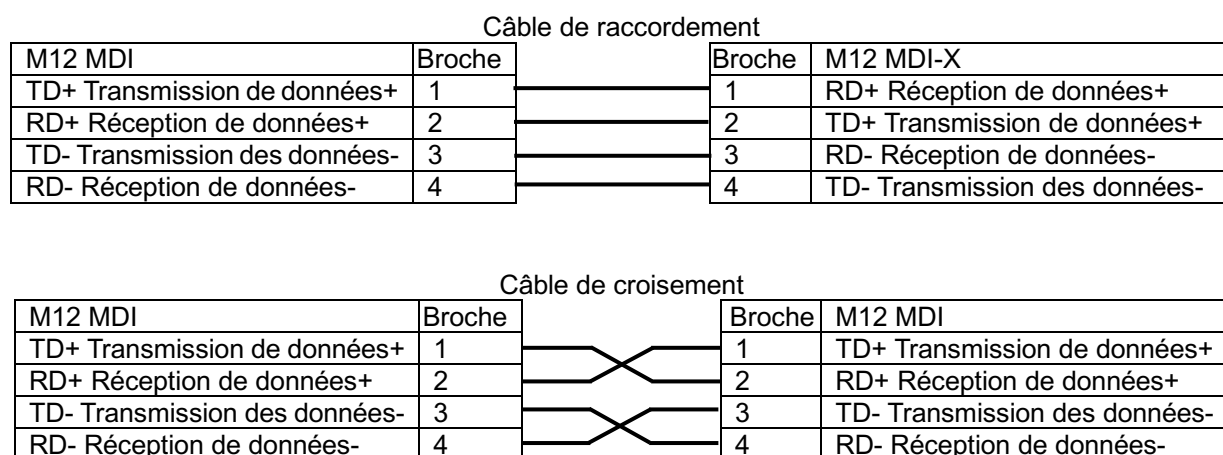 Câble de raccordement
M12 MDI Broche Broche M12 MDI-X
TD+ Transmission de données+ 1 1 RD+ Réception de données+
RD+ Réception de données+ 2 2 TD+ Transmission de données+
TD- Transmission des données- 3 3 RD- Réception de données-
RD- Réception de données- 4 4 TD- Transmission des données-
Câble de croisement
M12 MDI Broche Broche M12 MDI
TD+ Transmission de données+ 1 1 TD+ Transmission de données+
RD+ Réception de données+ 2 2 RD+ Réception de données+
TD- Transmission des données- 3 3 TD- Transmission des données-
RD- Réception de données- 4 4 RD- Réception de données-